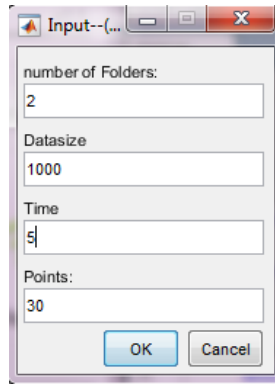 Input--(...
number of Folders:
2
Datasize
1000
Time
5
Points:
30
OK Cancel